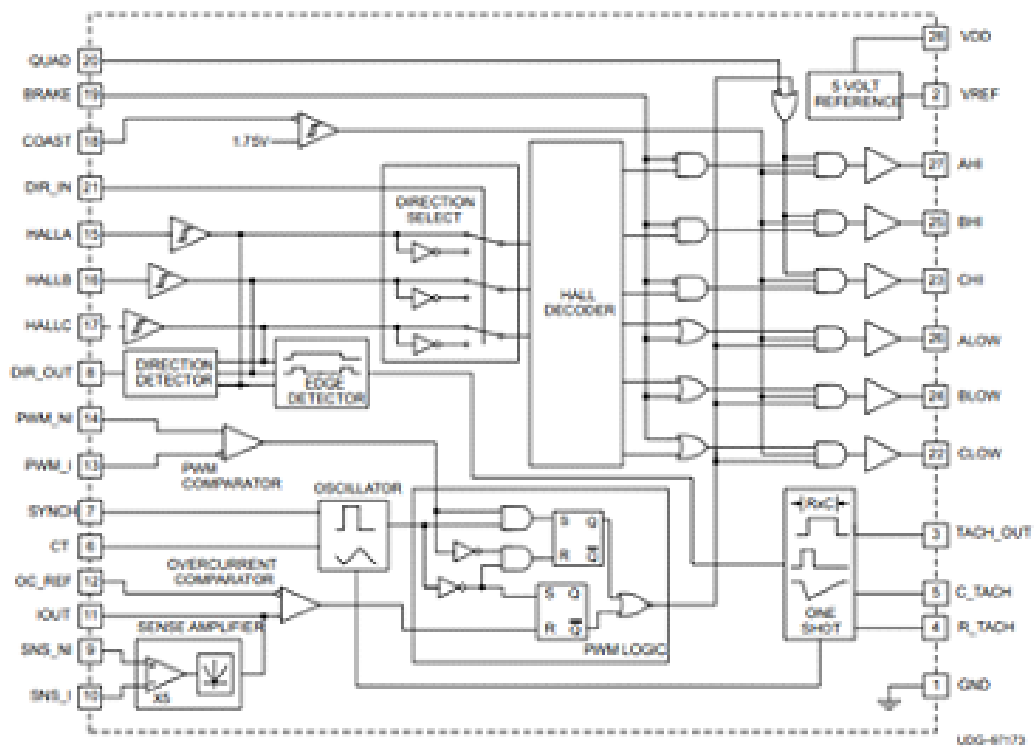 QUAD 20
BRAKE 19
COAST 18
1.75V
DIR_IN 21
HALLA 15
HALLB 16
HALLC 17
DIR_OUT 8
PWM_NI 14
PWM_I 13
SYNCH 7
CT 6
OC_REF 12
IOUT 11
SNS_NI 9
SNS_I 10
DIRECTION
SELECT
DIRECTION
DETECTOR
EDGE
DETECTOR
PWM
COMPARATOR
OSCILLATOR
OVERCURRENT
COMPARATOR
SENSE AMPLIFIER
X5
HALL
DECODER
S Q
R Q
S Q
R Q
PWM LOGIC
5 VOLT
REFERENCE
28 VDD
2 VREF
27 AHI
25 BHI
23 CHI
26 ALOW
24 BLOW
22 CLOW
(RxC)
ONE
SHOT
3 TACH_OUT
5 C_TACH
4 R_TACH
1 GND
UDG-97173